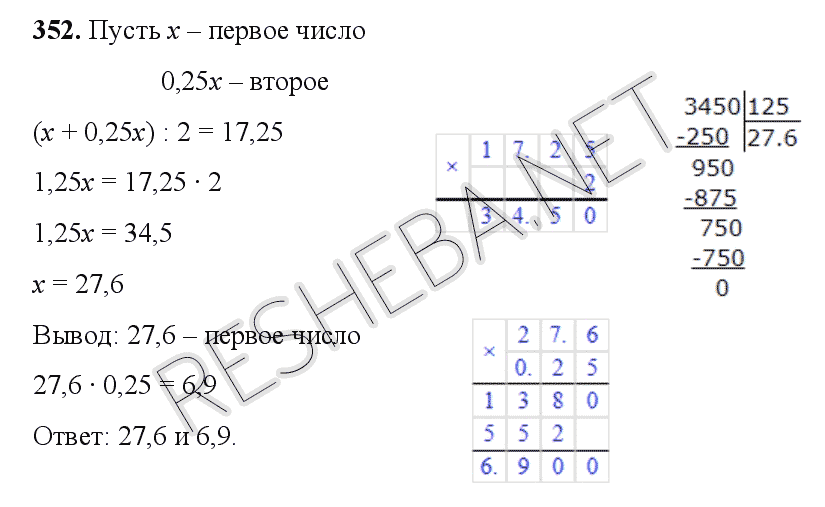 352. Пусть x – первое число
0,25x – второе
(x + 0,25x) : 2 = 17,25
1,25x = 17,25 · 2
1,25x = 34,5
x = 27,6
Вывод: 27,6 – первое число
27,6 · 0,25 = 6,9
Ответ: 27,6 и 6,9.
× 1 7. 2 5
2
3 4. 5 0
3450 125
-250 27.6
950
-875
750
-750
0
× 2 7. 6
0. 2 5
1 3 8 0
5 5 2
6. 9 0 0
RESHEBA.NET